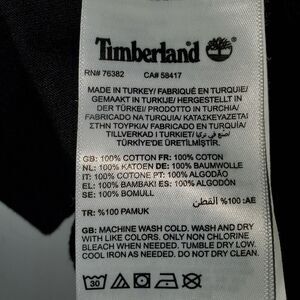 Timberland
RN# 76382 CA# 58417
MADE IN TURKEY/ FABRIQUÉ EN TURQUIE/
GEMAAKT IN TURKIJE/ HERGESTELLT IN
DER TÜRKEI/ PRODOTTO IN TURCHIA/
FABRICADO NA TURQUIA/ ΚΑΤΑΣΚΕΥΑΖΕΤΑΙ
ΣΤΗΝ ΤΟΥΡΚΙΑ/ FABRICADO EN TURQUÍA/
TILLVERKAD I TURKIET/ صنع في تركيا/
TÜRKİYE'DE ÜRETİLMİŞTİR.
GB: 100% COTTON FR: 100% COTON
NL: 100% KATOEN DE: 100% BAUMWOLLE
IT: 100% COTONE PT: 100% ALGODÃO
EL: 100% ΒΑΜΒΑΚΙ ES: 100% ALGODÓN
SE: 100% BOMULL
AE: 100% القطن
TR: %100 PAMUK
GB: MACHINE WASH COLD. WASH AND DRY
WITH LIKE COLORS. ONLY NON CHLORINE
BLEACH WHEN NEEDED. TUMBLE DRY LOW.
COOL IRON AS NEEDED. DO NOT DRY CLEAN.
30